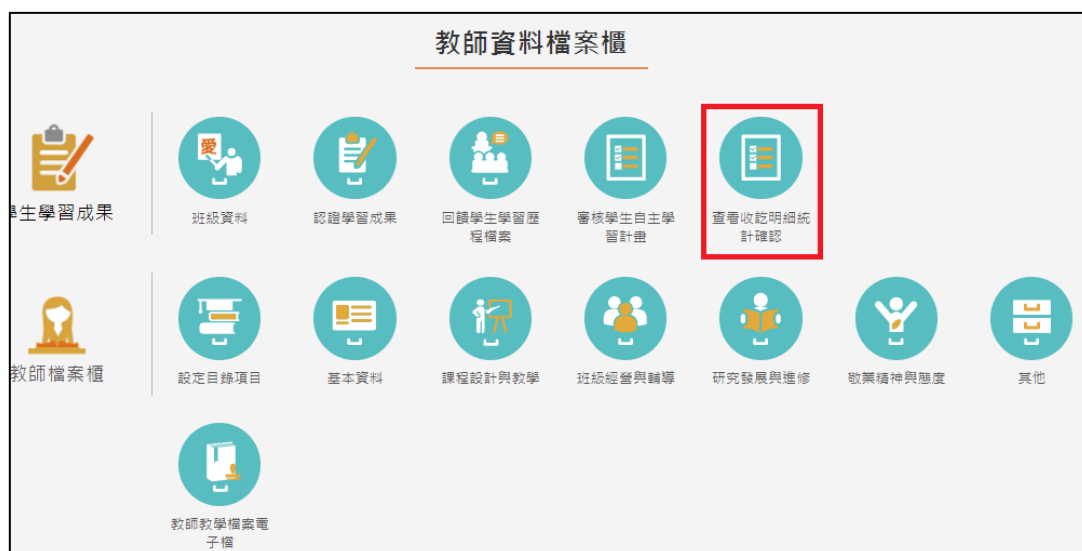 教師資料檔案櫃
愛
學生學習成果
班級資料
認證學習成果
回饋學生學習歷
程檔案
審核學生自主學
習計畫
查看收訖明細統
計確認
教師檔案櫃
設定目錄項目
基本資料
課程設計與教學
班級經營與輔導
研究發展與進修
敬業精神與態度
其他
教師教學檔案電
子檔